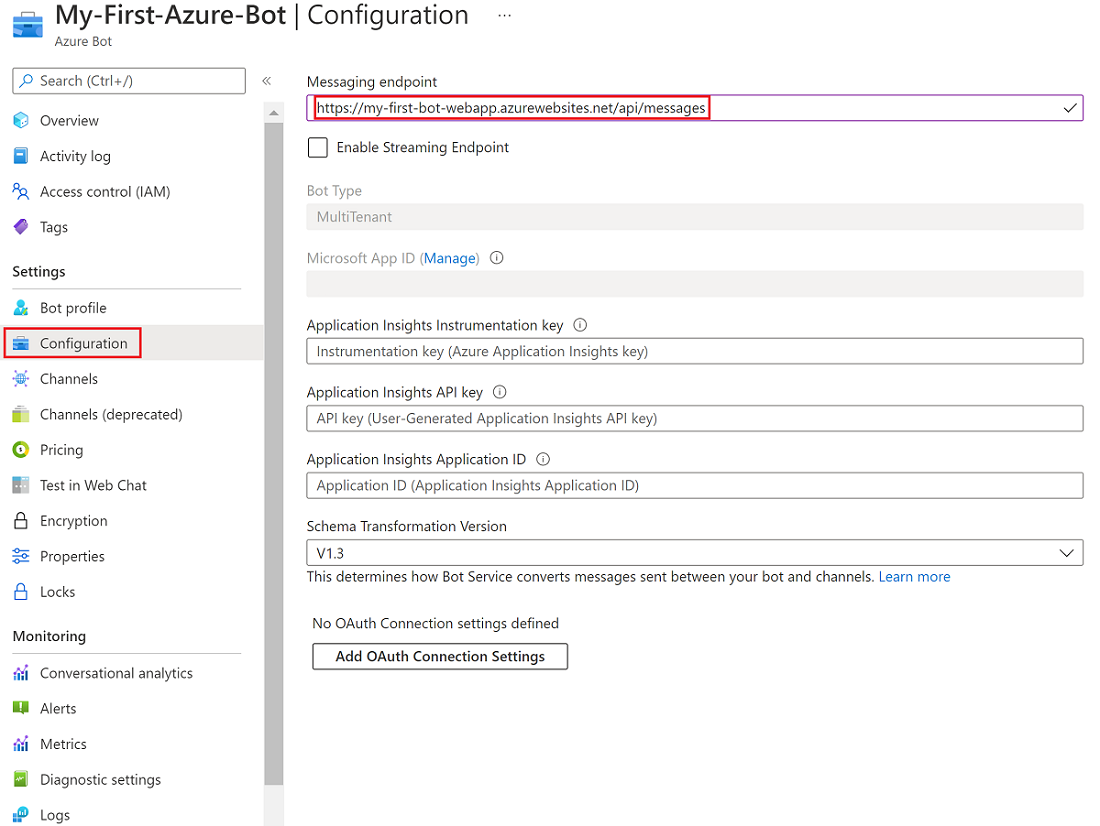 My-First-Azure-Bot | Configuration ...
Azure Bot
Search (Ctrl+/)
«
Overview
Activity log
Access control (IAM)
Tags
Settings
Bot profile
Configuration
Channels
Channels (deprecated)
Pricing
Test in Web Chat
Encryption
Properties
Locks
Monitoring
Conversational analytics
Alerts
Metrics
Diagnostic settings
Logs
Messaging endpoint
https://my-first-bot-webapp.azurewebsites.net/api/messages
Enable Streaming Endpoint
Bot Type
MultiTenant
Microsoft App ID (Manage)
Application Insights Instrumentation key
Instrumentation key (Azure Application Insights key)
Application Insights API key
API key (User-Generated Application Insights API key)
Application Insights Application ID
Application ID (Application Insights Application ID)
Schema Transformation Version
V1.3
This determines how Bot Service converts messages sent between your bot and channels. Learn more
No OAuth Connection settings defined
Add OAuth Connection Settings